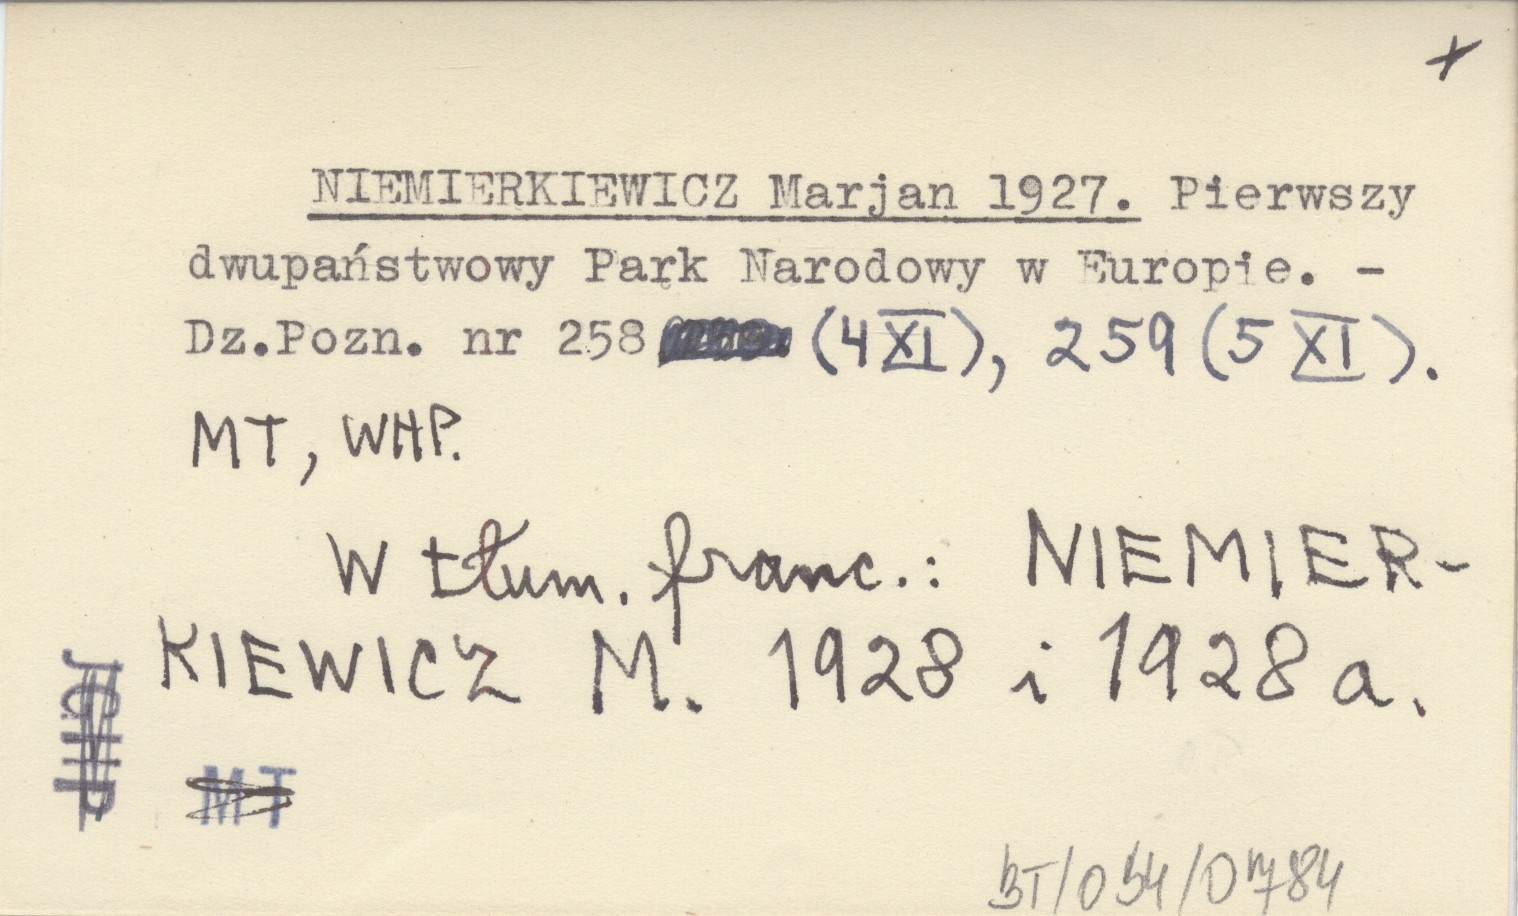 NIEMIERKIEWICZ Marjan 1927. Pierwszy
dwupaństwowy Park Narodowy w Europie. –
Dz.Pozn. nr 258 (4 XI), 259 (5 XI).
MT, WHP.
W tłum. franc.: NIEMIER-
KIEWICZ M. 1928 i 1928 a.
MT
BT/054/0784